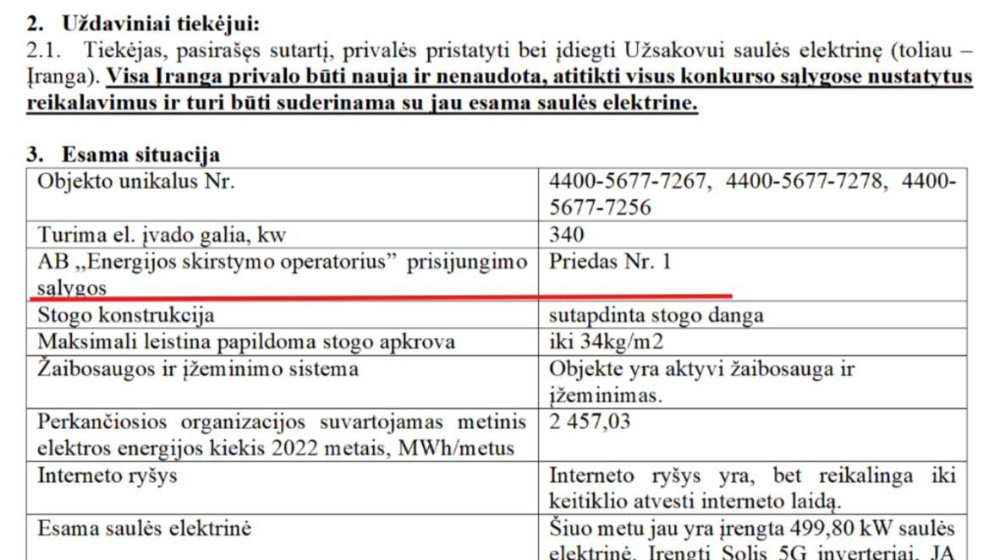 2. Uždaviniai tiekėjui:
2.1. Tiekėjas, pasirašęs sutartį, privalės pristatyti bei įdiegti Užsakovui saulės elektrinę (toliau –
Įranga). Visa Įranga privalo būti nauja ir nenaudota, atitikti visus konkurso sąlygose nustatytus
reikalavimus ir turi būti suderinama su jau esama saulės elektrine.
3. Esama situacija
Objekto unikalus Nr.
4400-5677-7267, 4400-5677-7278, 4400-
5677-7256
Turima el. įvado galia, kw
340
AB „Energijos skirstymo operatorius” prisijungimo
sąlygos
Priedas Nr. 1
Stogo konstrukcija
sutapdinta stogo danga
Maksimali leistina papildoma stogo apkrova
iki 34kg/m2
Žaibosaugos ir įžeminimo sistema
Objekte yra aktyvi žaibosauga ir
įžeminimas.
Perkančiosios organizacijos suvartojamas metinis
elektros energijos kiekis 2022 metais, MWh/metus
2 457,03
Interneto ryšys
Interneto ryšys yra, bet reikalinga iki
keitiklio atvesti interneto laidą.
Esama saulės elektrinė
Šiuo metu jau yra įrengta 499,80 kW saulės
elektrinė. Įrengti Solis 5G inverteriai, JA